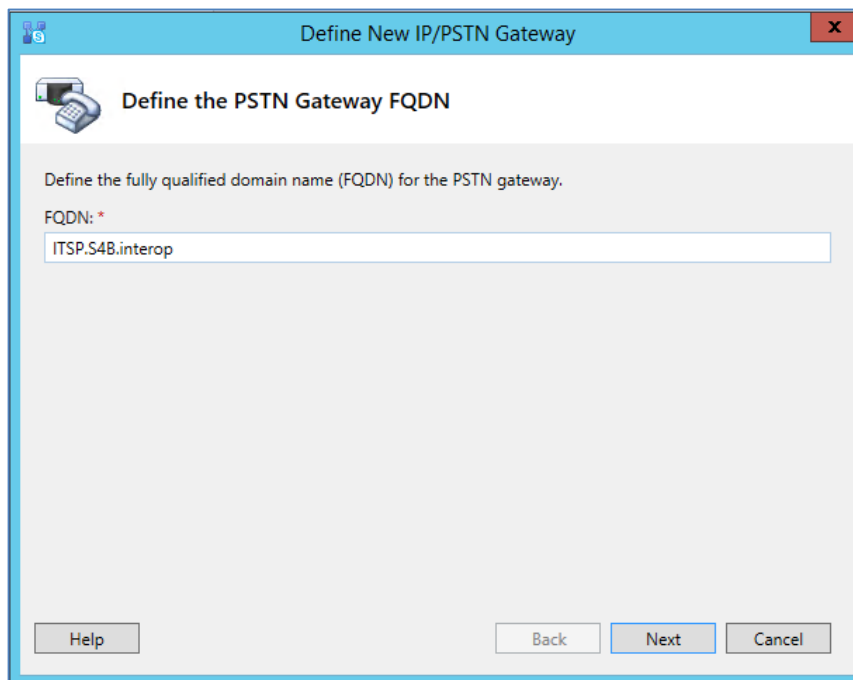 Define New IP/PSTN Gateway
x
Define the PSTN Gateway FQDN
Define the fully qualified domain name (FQDN) for the PSTN gateway.
FQDN: *
ITSP.S4B.interop
Help Back Next Cancel